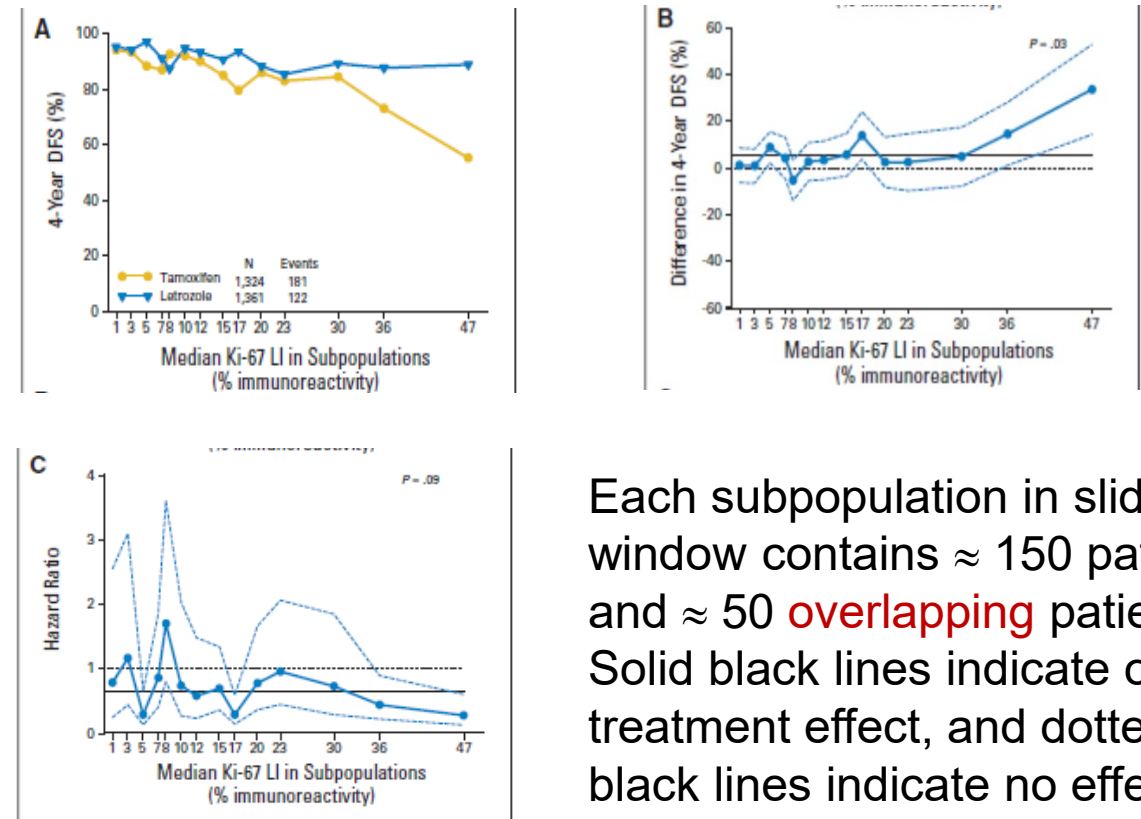 A
100
80
60
40
20
0
4-Year DFS (%)
N Events
Tamoxifen 1,324 181
Letrozole 1,361 122
1 3 5 7 8 10 12 15 17 20 23 30 36 47
Median Ki-67 LI in Subpopulations
(% immunoreactivity)
B
60
40
20
0
-20
-40
-60
Difference in 4-Year DFS (%)
P = .03
1 3 5 7 8 10 12 15 17 20 23 30 36 47
Median Ki-67 LI in Subpopulations
(% immunoreactivity)
C
4
3
2
1
0
Hazard Ratio
P = .09
1 3 5 7 8 10 12 15 17 20 23 30 36 47
Median Ki-67 LI in Subpopulations
(% immunoreactivity)
Each subpopulation in slid
window contains ≈ 150 pat
and ≈ 50 overlapping patie
Solid black lines indicate o
treatment effect, and dotte
black lines indicate no effe